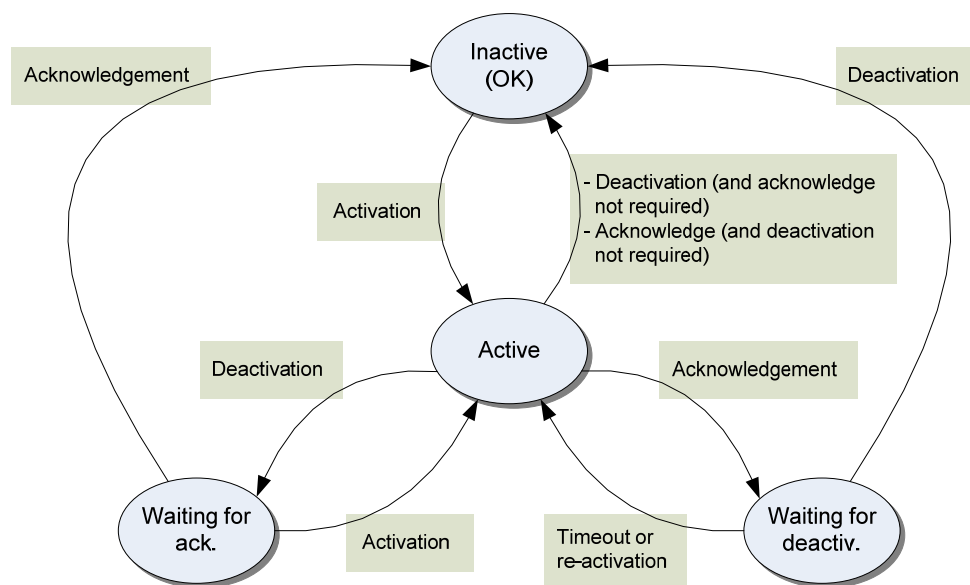 Inactive
(OK)
Acknowledgement
Deactivation
- Deactivation (and acknowledge
not required)
- Acknowledge (and deactivation
not required)
Activation
Active
Deactivation
Acknowledgement
Waiting for
ack.
Activation
Timeout or
re-activation
Waiting for
deactiv.